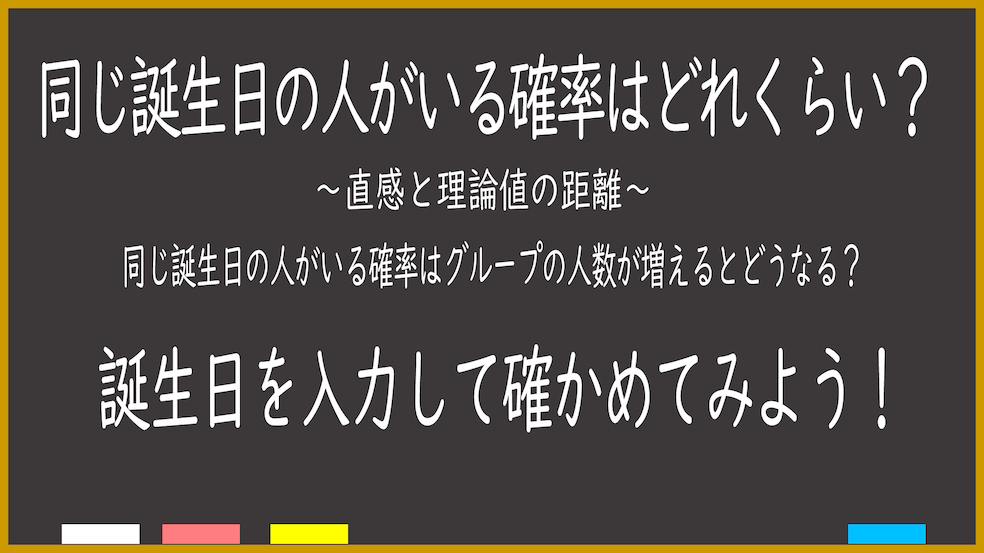 同じ誕生日の人がいる確率はどれくらい？
～直感と理論値の距離～
同じ誕生日の人がいる確率はグループの人数が増えるとどうなる？
誕生日を入力して確かめてみよう！